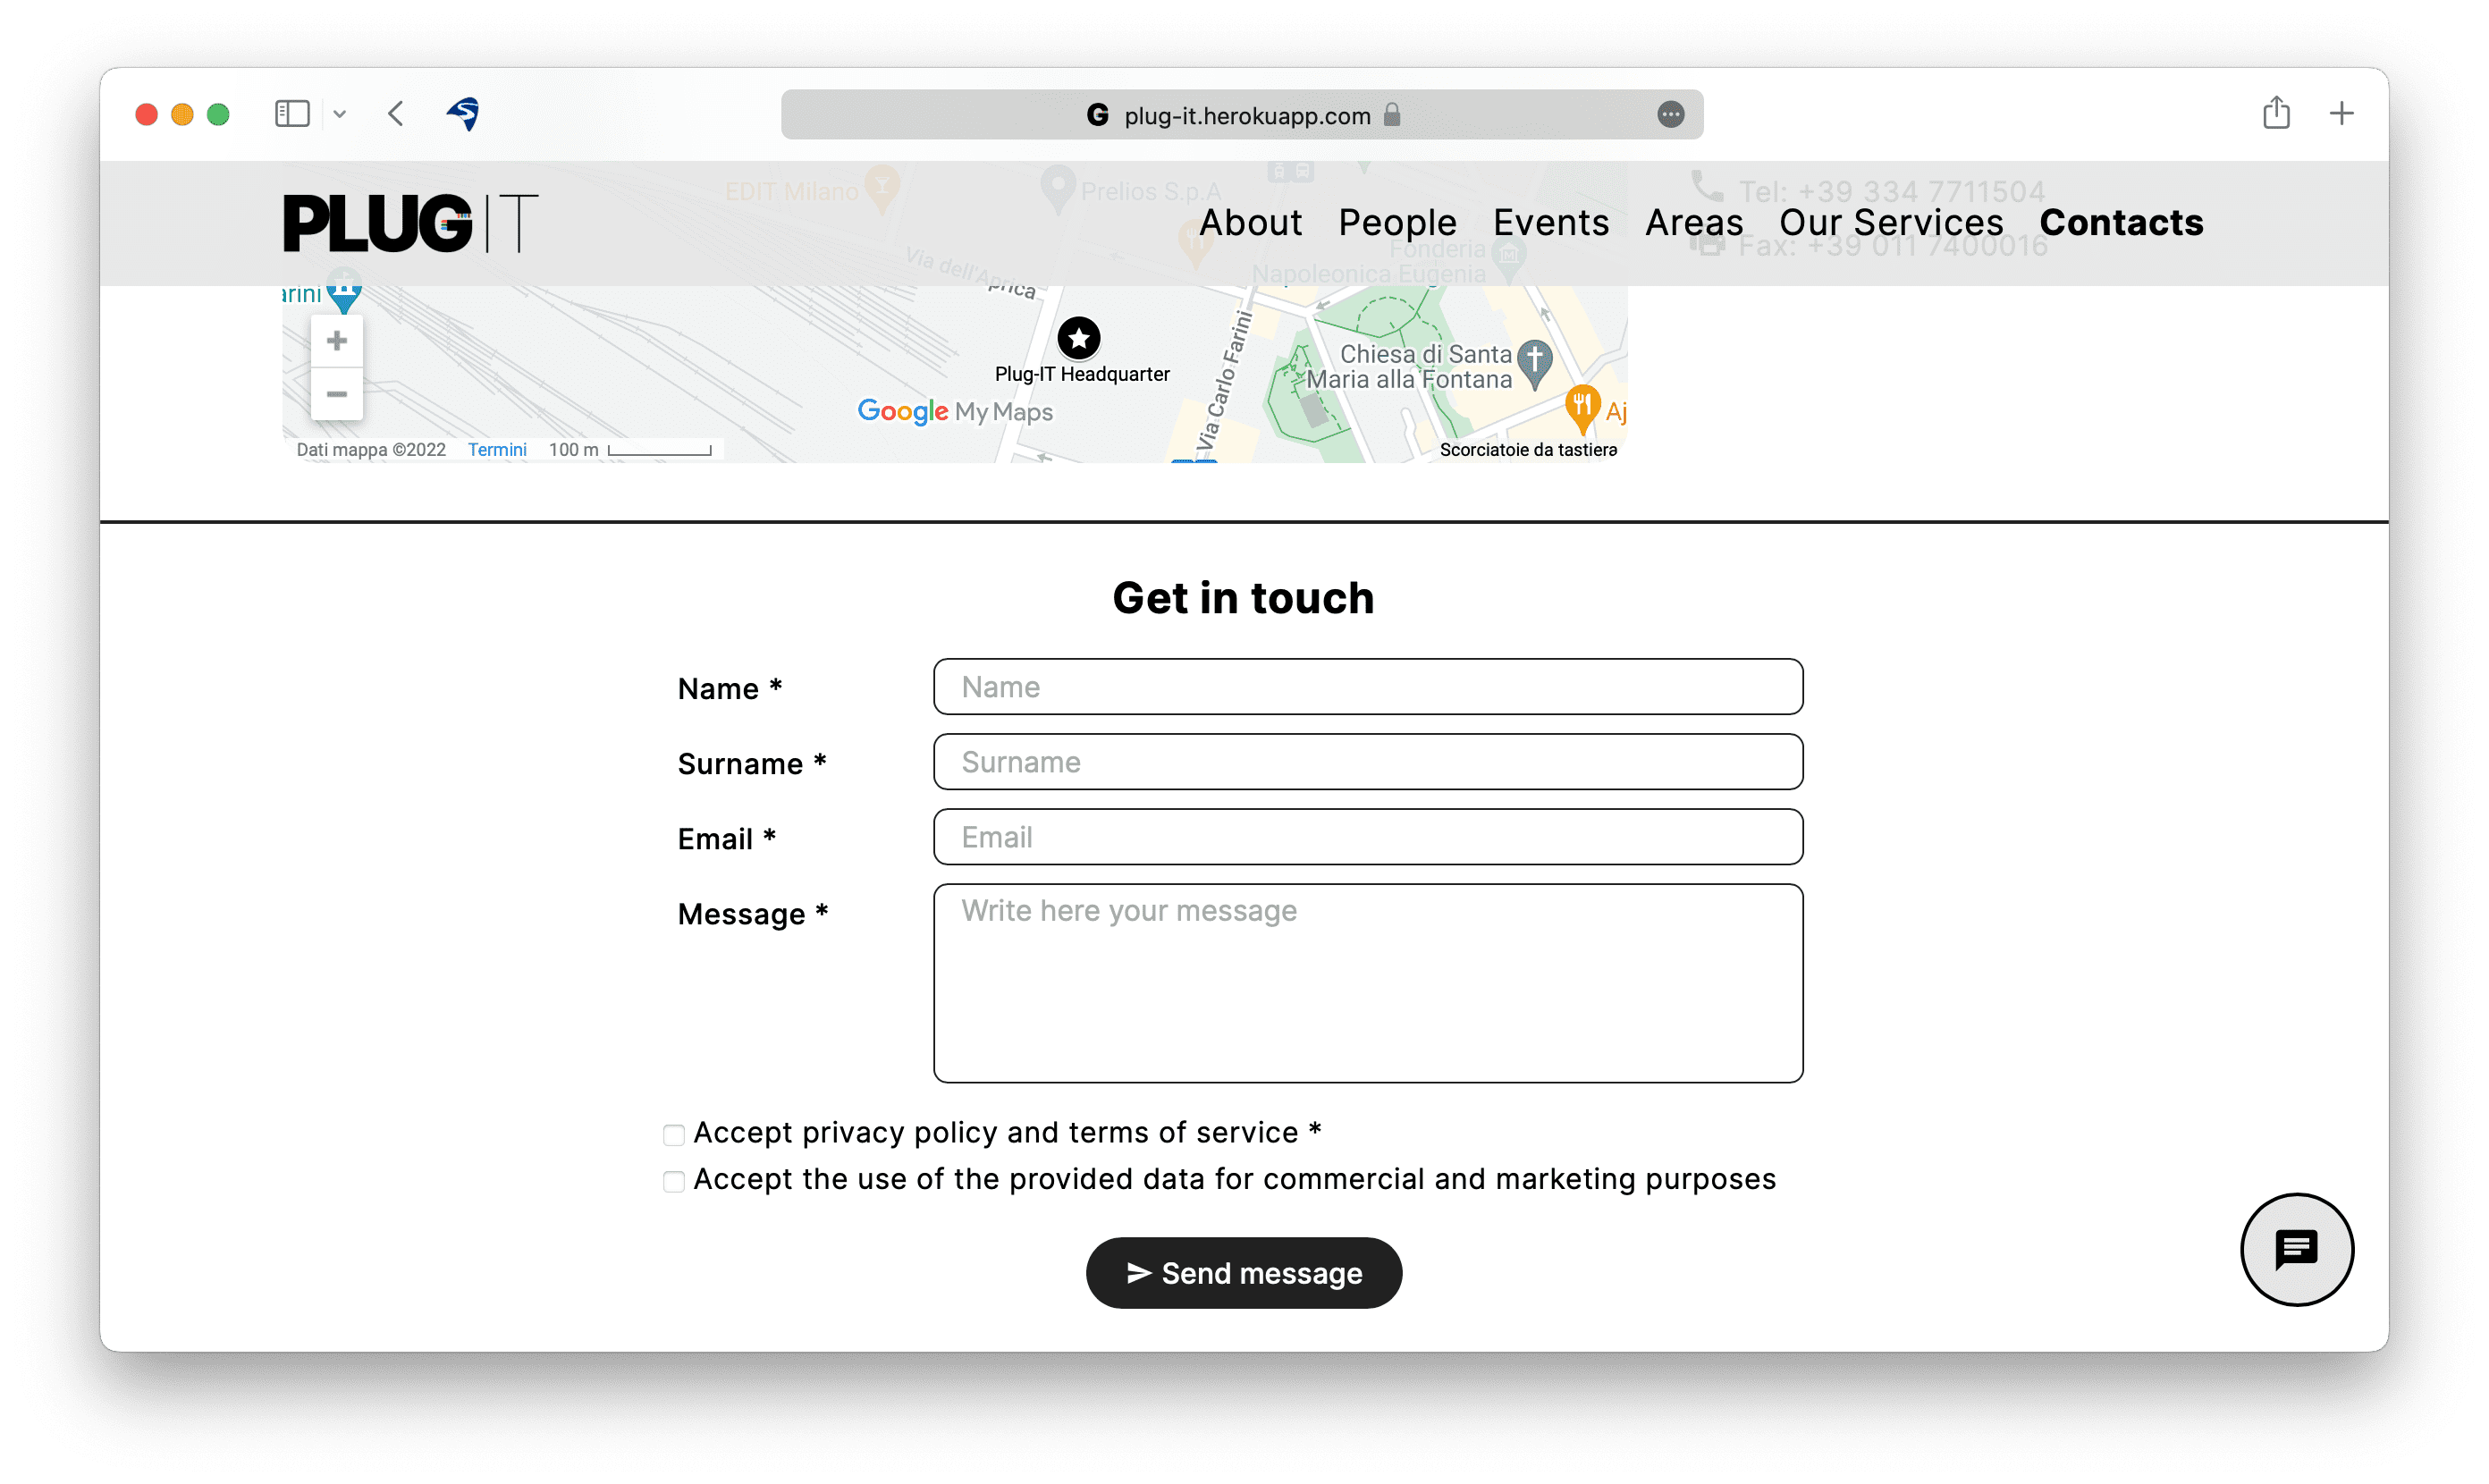 plug-it.herokuapp.com
EDIT Milano
Prelios S.p.A
Tel: +39 334 7711504
PLUG IT
About People Events Areas Our Services Contacts
Fax: +39 011 7400016
Fonderia
Napoleonica Eugenia
Via dell'Aprica
arini
Via Carlo Farini
Plug-IT Headquarter
Chiesa di Santa
Maria alla Fontana
Google My Maps
Aj
Dati mappa ©2022 Termini 100 m
Scorciatoie da tastiera
Get in touch
Name * Name
Surname * Surname
Email * Email
Message * Write here your message
Accept privacy policy and terms of service *
Accept the use of the provided data for commercial and marketing purposes
Send message